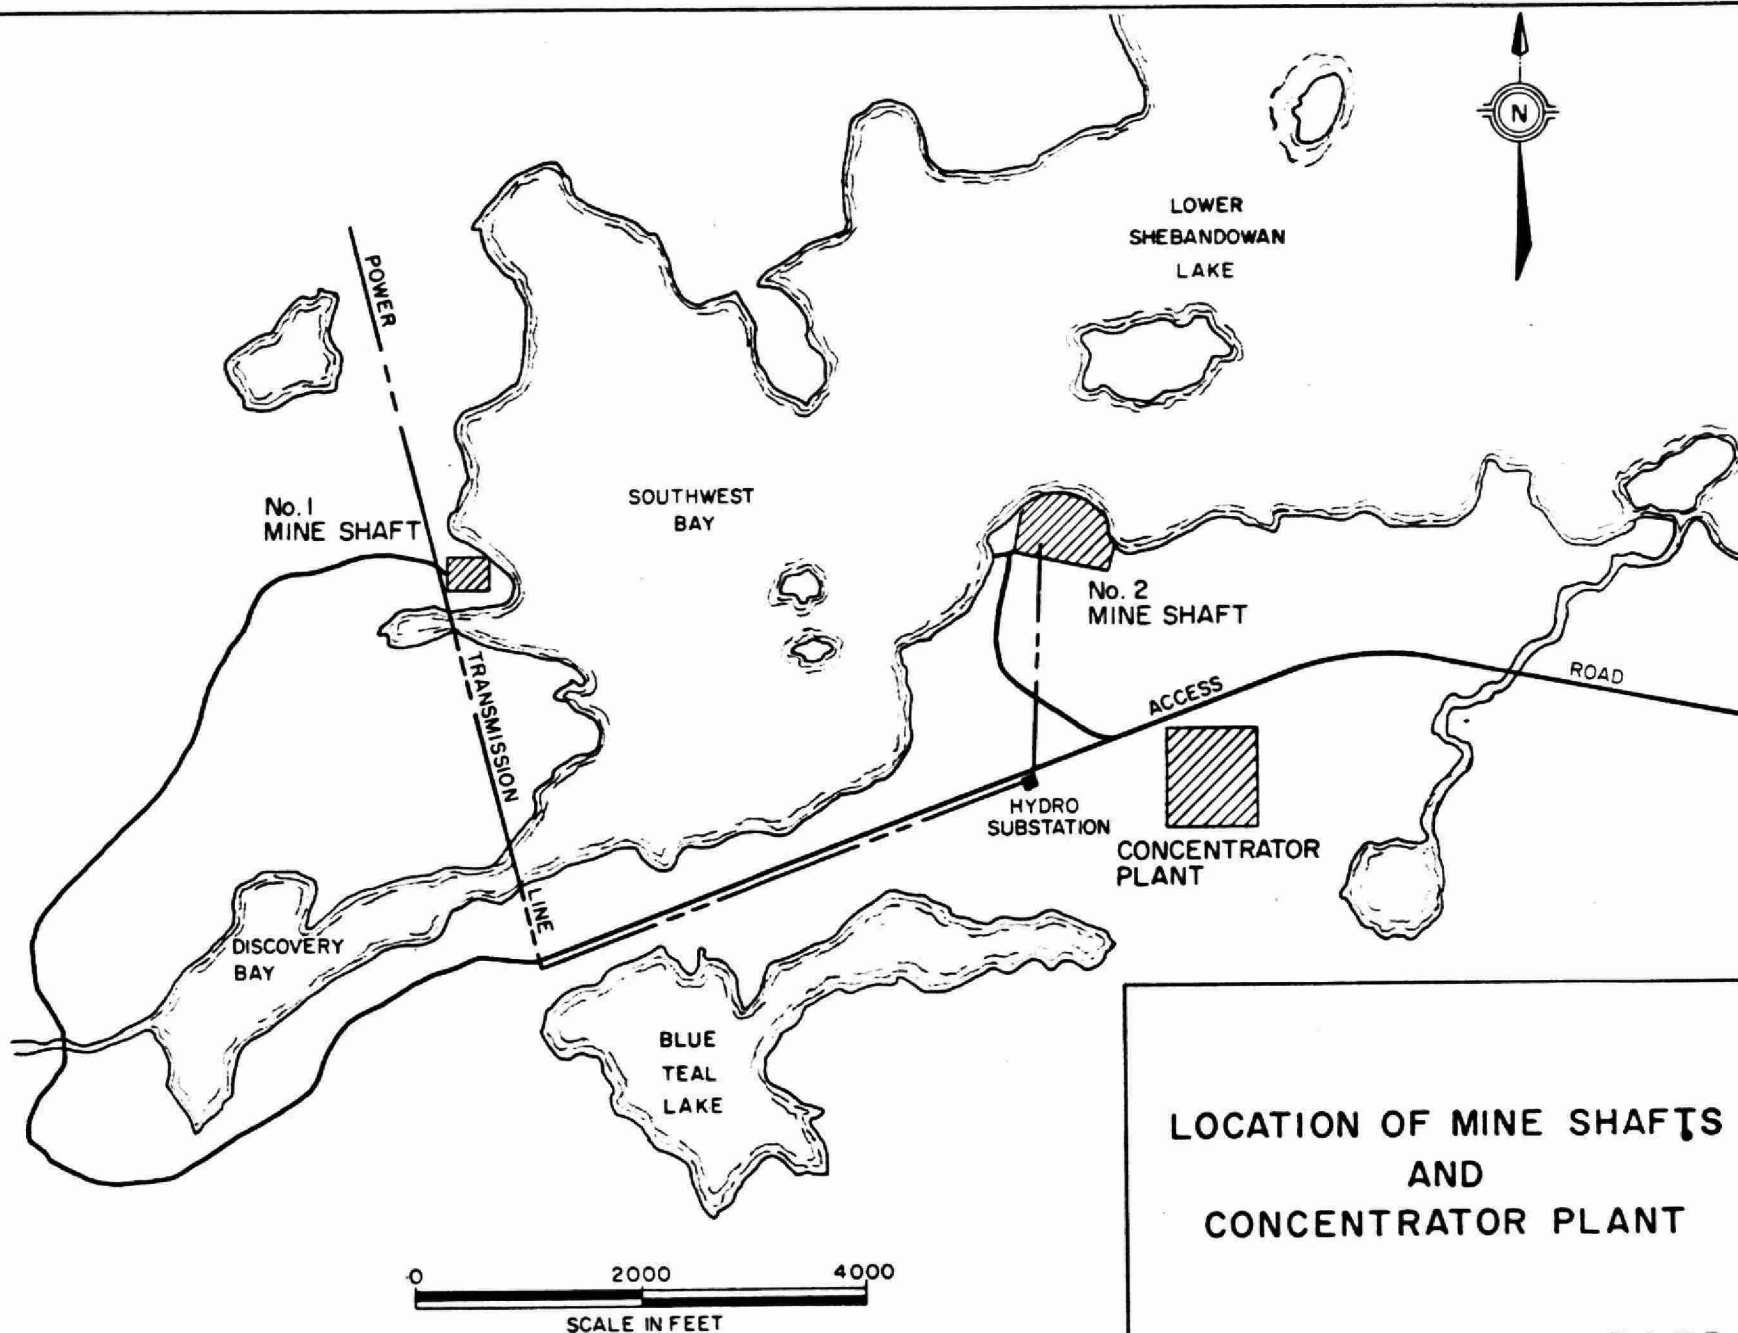 N
LOWER
SHEBANDOWAN
LAKE
POWER
No. 1
MINE SHAFT
SOUTHWEST
BAY
No. 2
MINE SHAFT
TRANSMISSION
ACCESS
ROAD
HYDRO
SUBSTATION
CONCENTRATOR
PLANT
LINE
DISCOVERY
BAY
BLUE
TEAL
LAKE
LOCATION OF MINE SHAFTS
AND
CONCENTRATOR PLANT
0 2000 4000
SCALE IN FEET